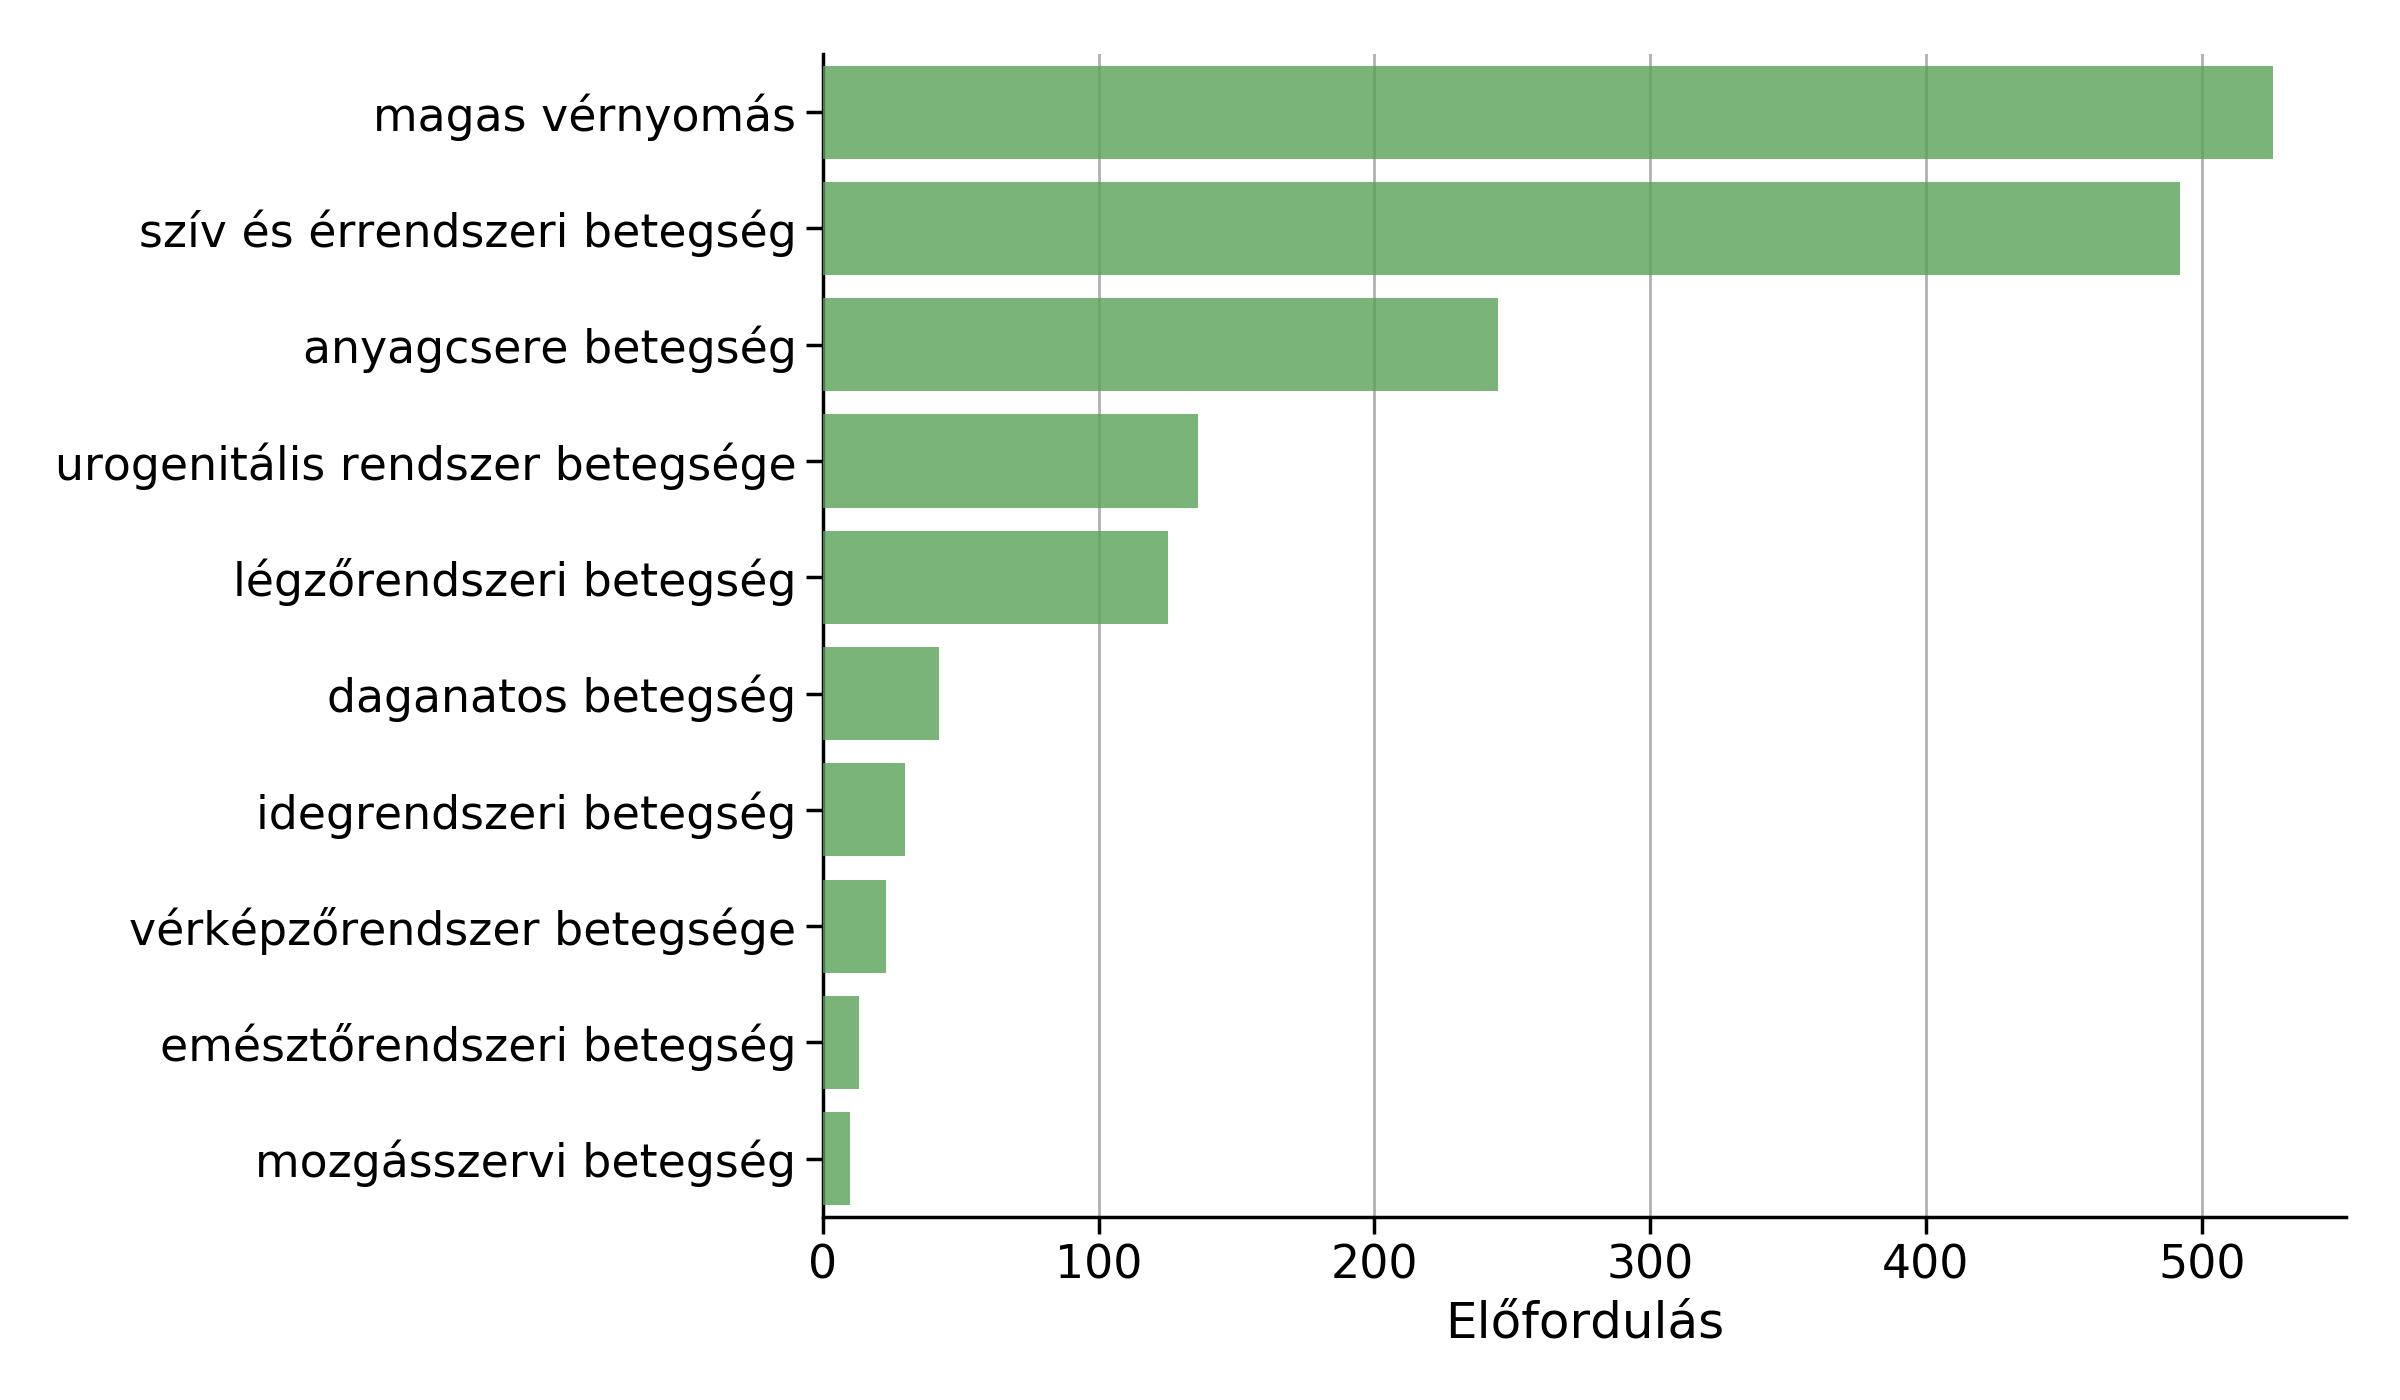 magas vérnyomás
szív és érrendszeri betegség
anyagcsere betegség
urogenitális rendszer betegsége
légzőrendszeri betegség
daganatos betegség
idegrendszeri betegség
vérképzőrendszer betegsége
emésztőrendszeri betegség
mozgásszervi betegség
0 100 200 300 400 500
Előfordulás